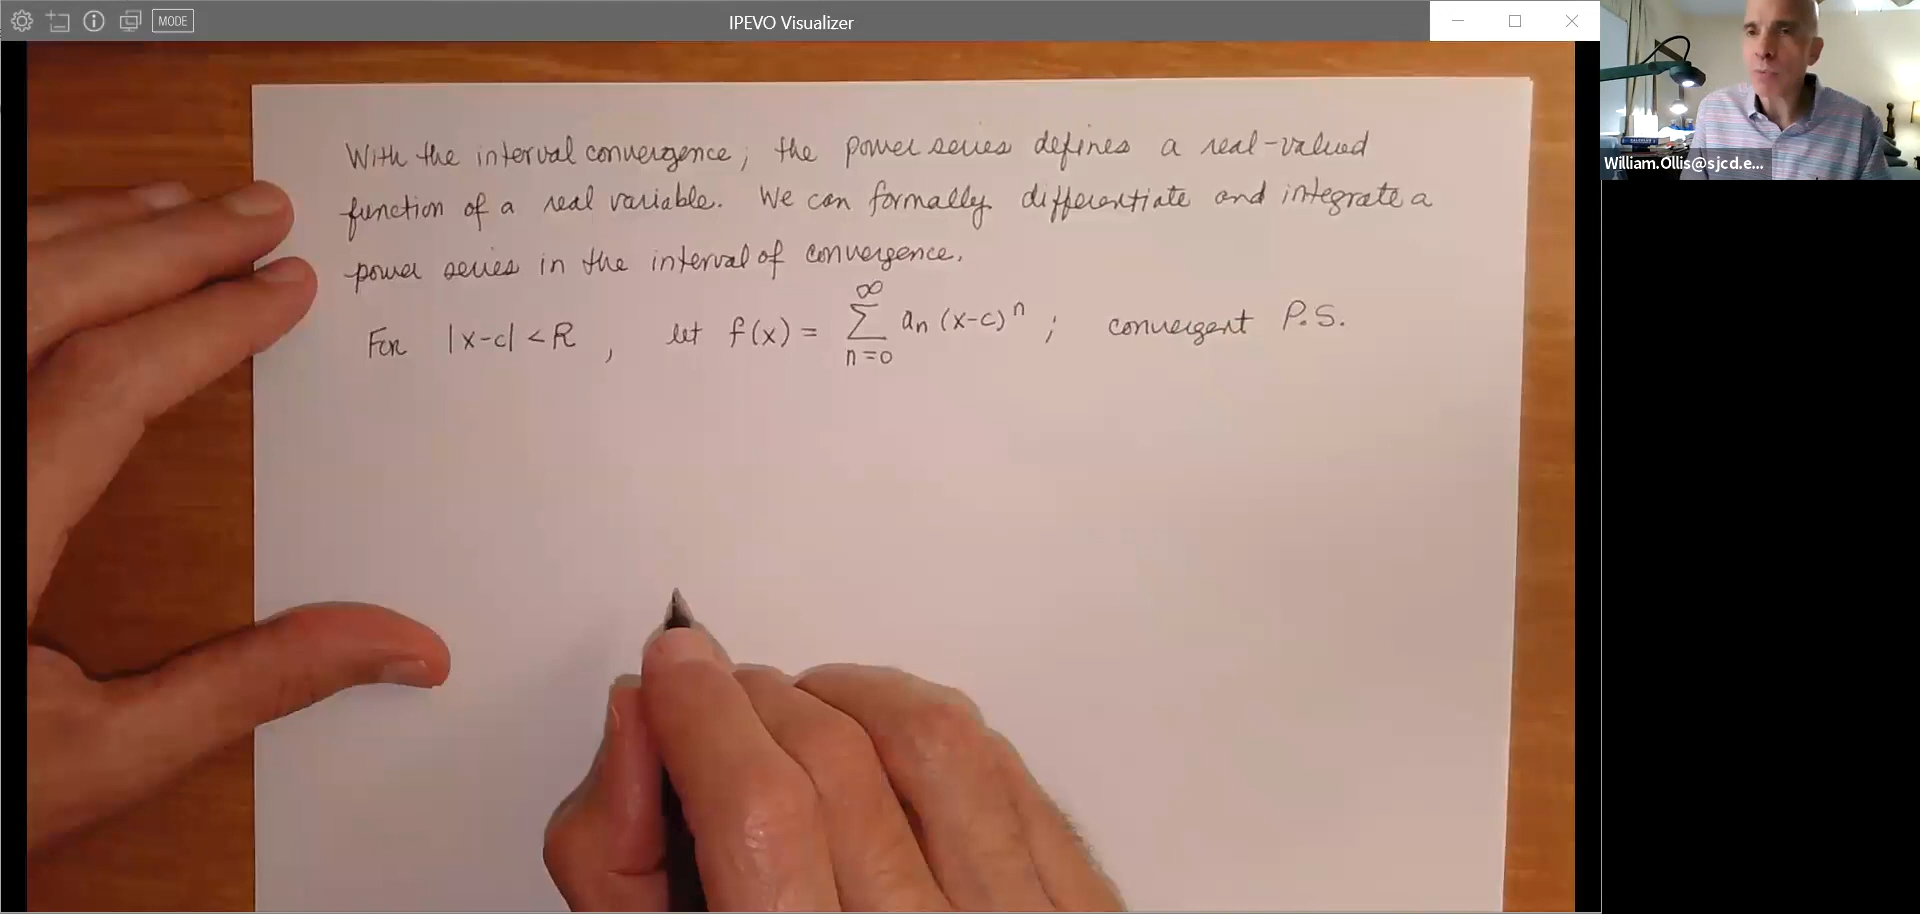 MODE
IPEVO Visualizer
With the interval convergence; the power series defines a real-valued
function of a real variable. We can formally differentiate and integrate a
power series in the interval of convergence.
For |x-c| < R , let f(x) = ∑_{n=0}^{∞} a_n (x-c)^n ; convergent P.S.
William.Ollis@sjcd.e...